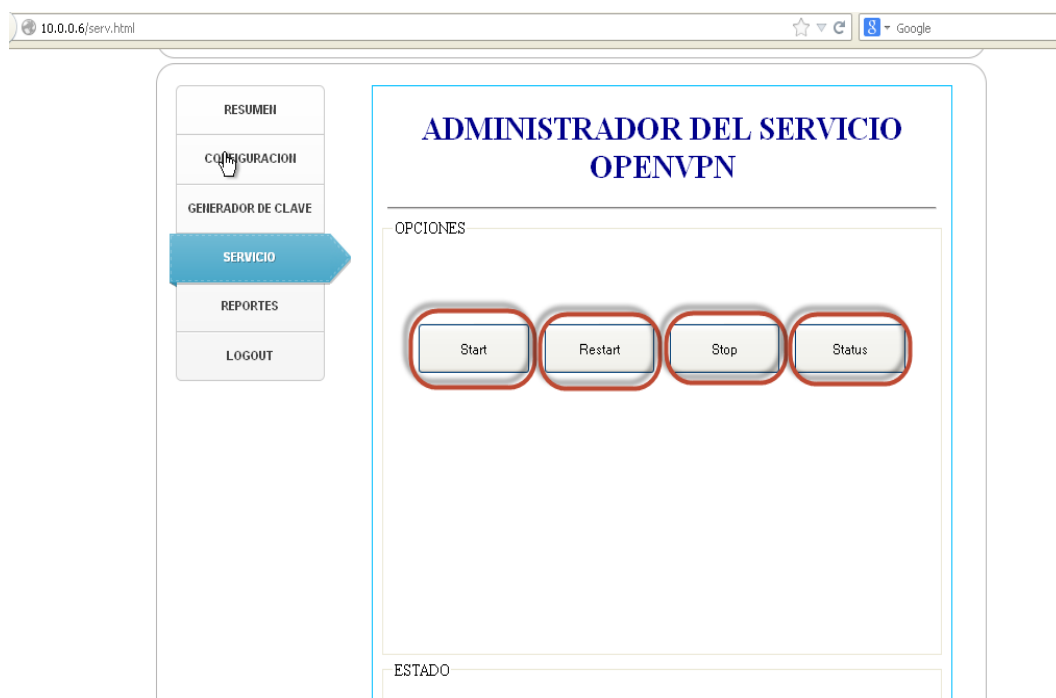 10.0.0.6/serv.html
Google
RESUMEN
CONFIGURACION
GENERADOR DE CLAVE
SERVICIO
REPORTES
LOGOUT
ADMINISTRADOR DEL SERVICIO
OPENVPN
OPCIONES
Start
Restart
Stop
Status
ESTADO